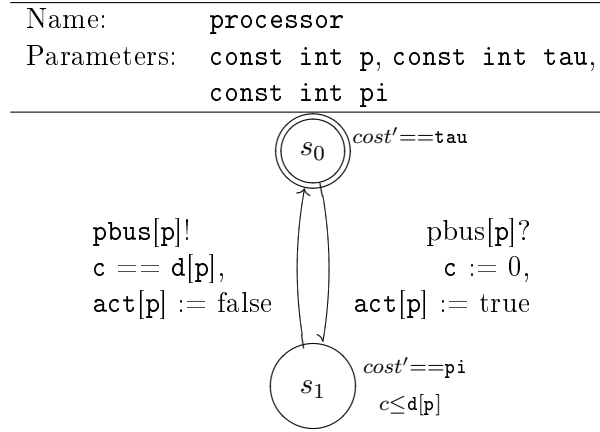 Name: processor
Parameters: const int p, const int tau,
const int pi
s₀ cost′==tau
pbus[p]!
c == d[p],
act[p] := false
pbus[p]?
c := 0,
act[p] := true
s₁ cost′==pi
c≤d[p]